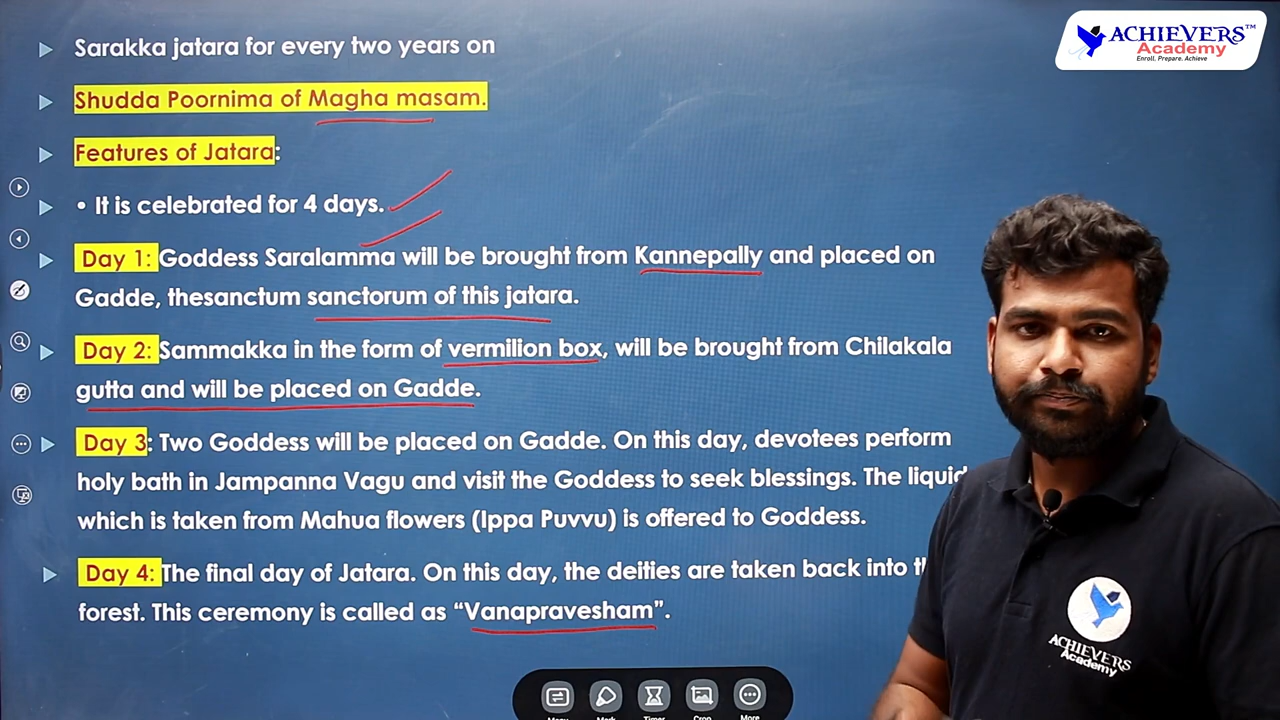 ACHIEVERS™
Academy
Enroll. Prepare. Achieve
Sarakka jatara for every two years on
Shudda Poornima of Magha masam.
Features of Jatara:
• It is celebrated for 4 days.
Day 1: Goddess Saralamma will be brought from Kannepally and placed on
Gadde, thesanctum sanctorum of this jatara.
Day 2: Sammakka in the form of vermilion box, will be brought from Chilakala
gutta and will be placed on Gadde.
Day 3: Two Goddess will be placed on Gadde. On this day, devotees perform
holy bath in Jampanna Vagu and visit the Goddess to seek blessings. The liquid
which is taken from Mahua flowers (Ippa Puvvu) is offered to Goddess.
Day 4: The final day of Jatara. On this day, the deities are taken back into
forest. This ceremony is called as “Vanapravesham”.
ACHIEVERS
Academy
Menu Mark Timer Crop More